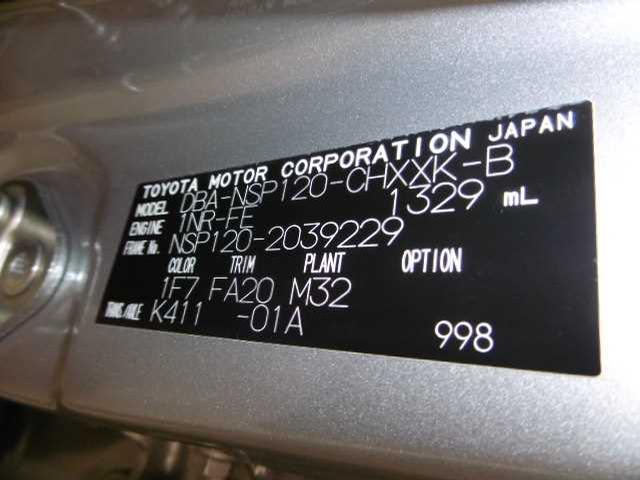 TOYOTA MOTOR CORPORATION JAPAN
MODEL DBA-NSP120-CHXXK-B
ENGINE 1NR-FE 1329 mL
FRAME No. NSP120-2039229
COLOR TRIM PLANT OPTION
1F7 FA20 M32
TRANS/AXLE K411 -01A
998